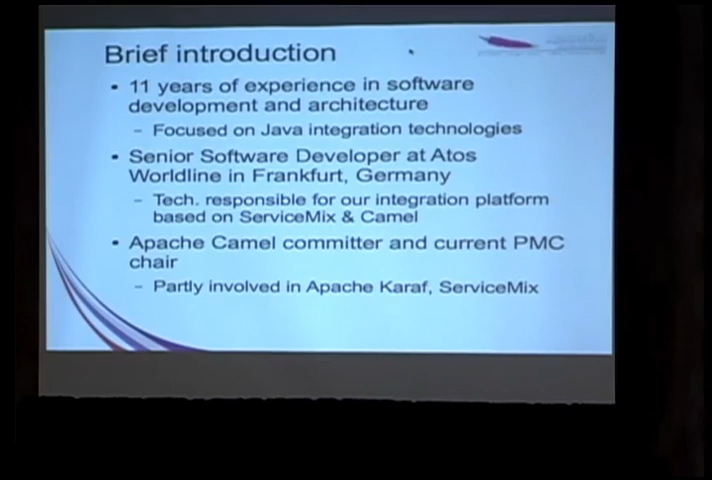 Brief introduction
• 11 years of experience in software
development and architecture
– Focused on Java integration technologies
• Senior Software Developer at Atos
Worldline in Frankfurt, Germany
– Tech. responsible for our integration platform
based on ServiceMix & Camel
• Apache Camel committer and current PMC
chair
– Partly involved in Apache Karaf, ServiceMix